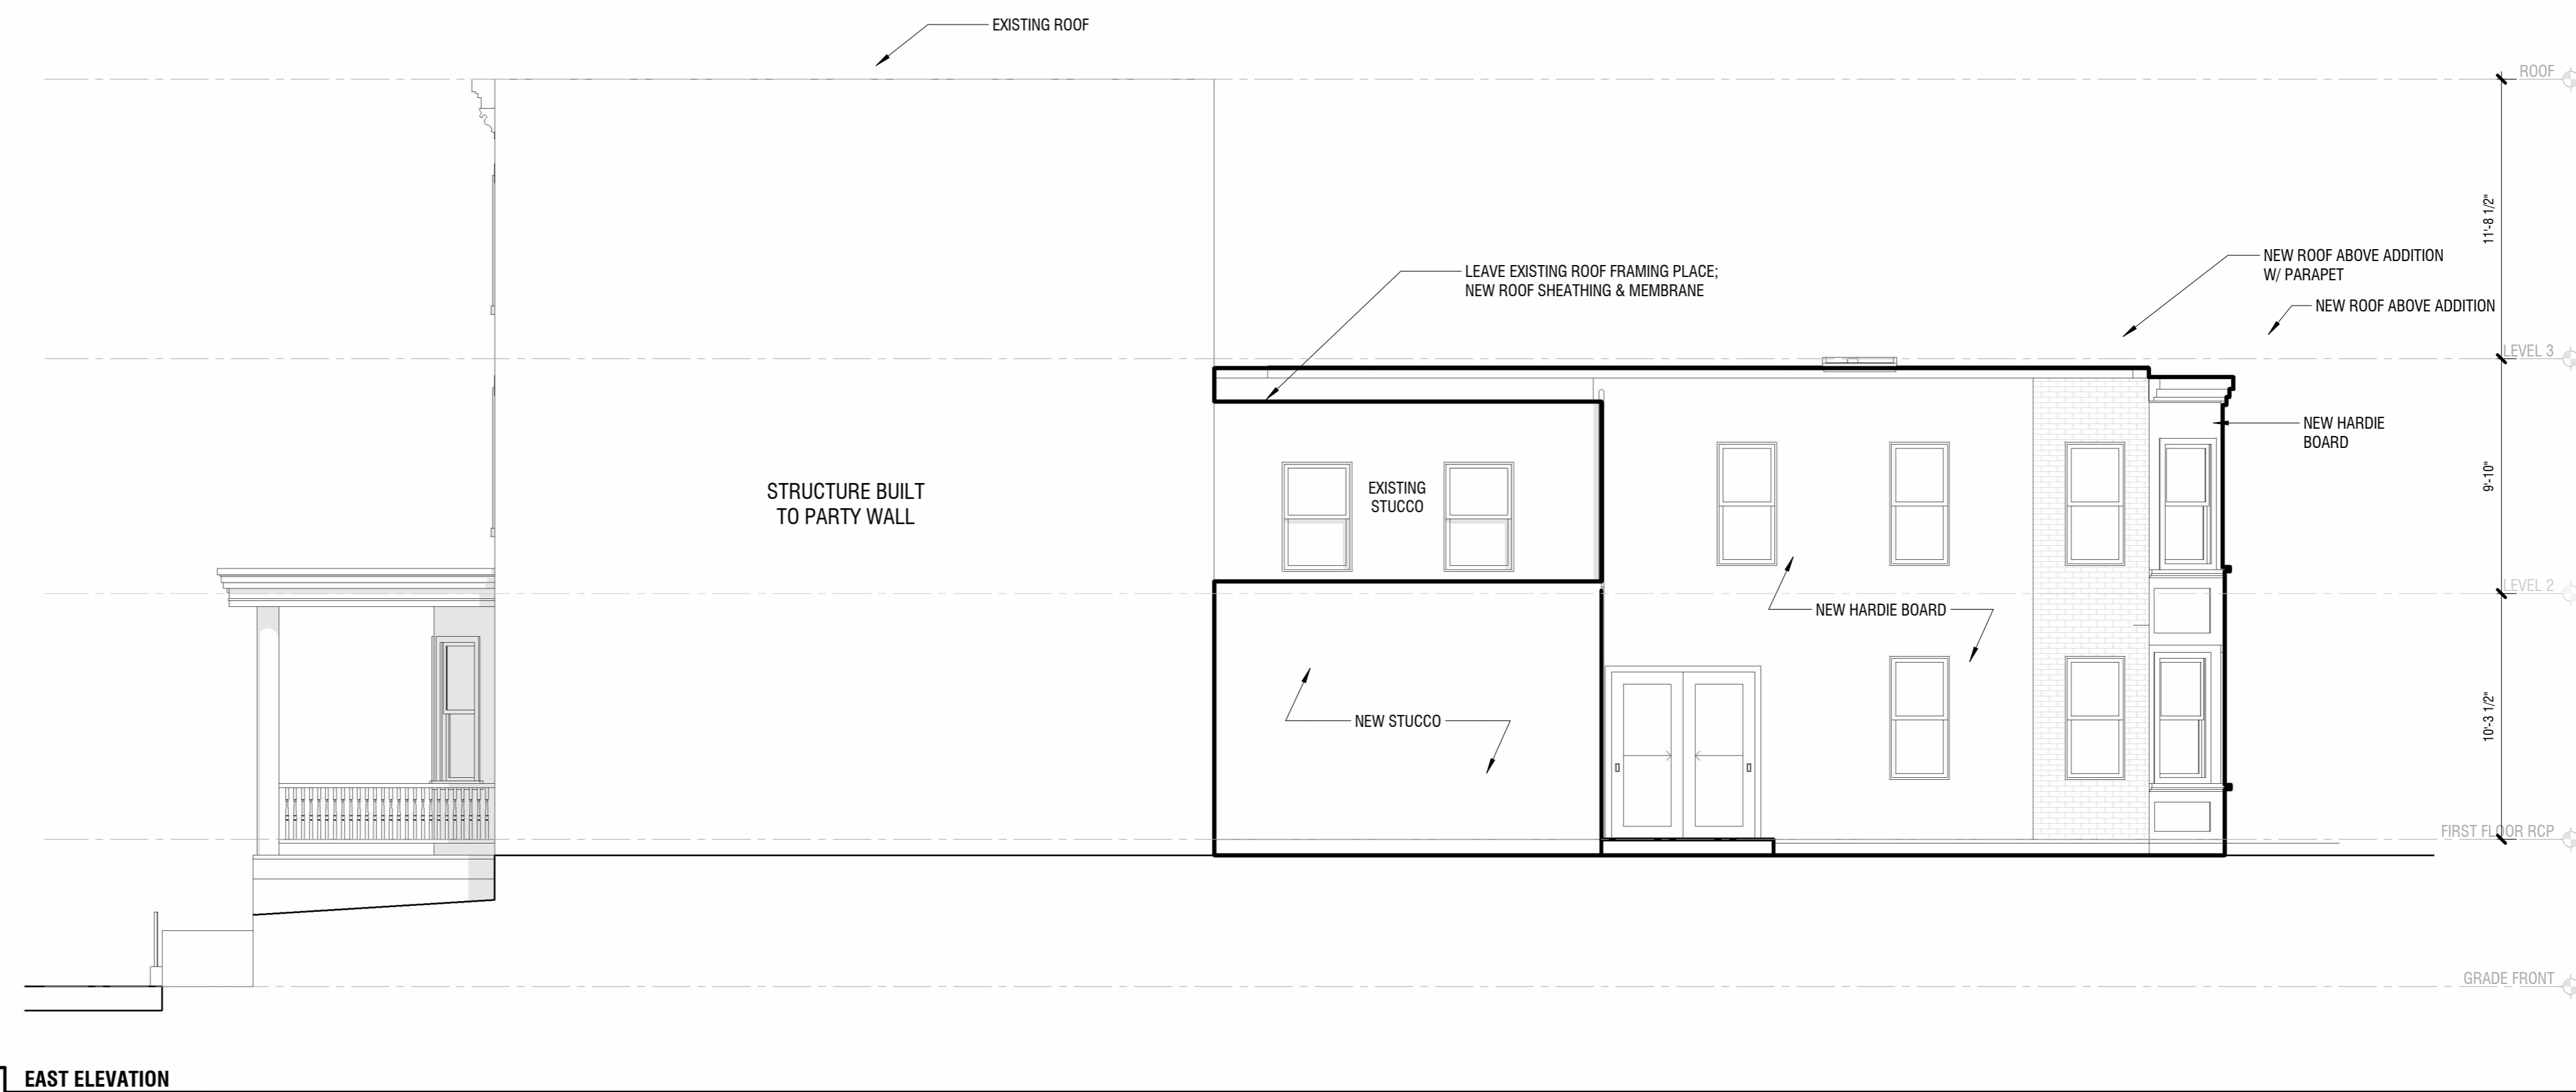 EXISTING ROOF
ROOF
11'-8 1/2"
NEW ROOF ABOVE ADDITION
W/ PARAPET
LEAVE EXISTING ROOF FRAMING PLACE;
NEW ROOF SHEATHING & MEMBRANE
NEW ROOF ABOVE ADDITION
LEVEL 3
NEW HARDIE
BOARD
STRUCTURE BUILT
TO PARTY WALL
EXISTING
STUCCO
9'-10"
LEVEL 2
NEW HARDIE BOARD
NEW STUCCO
10'-3 1/2"
FIRST FLOOR RCP
GRADE FRONT
EAST ELEVATION